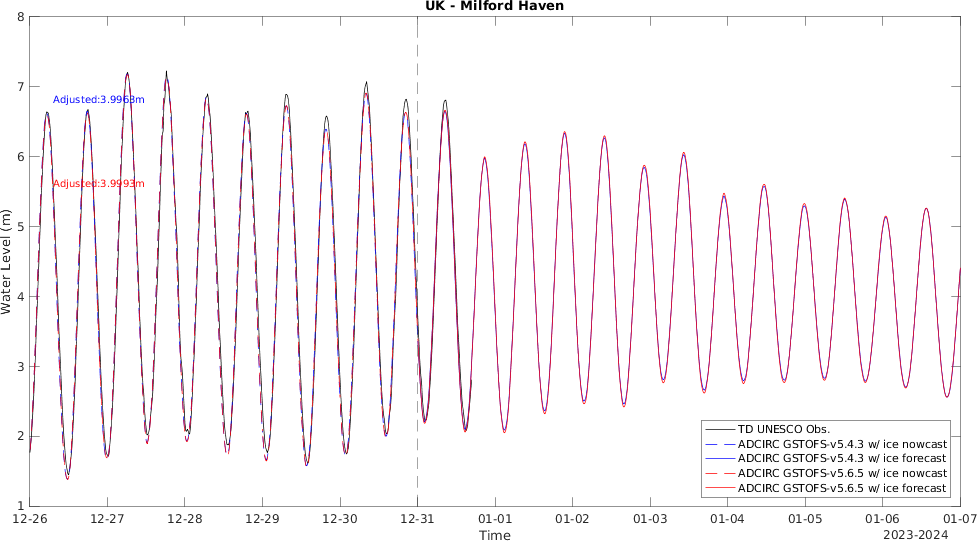 UK - Milford Haven
8
7
6
5
4
3
2
1
Water Level (m)
Adjusted:3.9963m
Adjusted:3.9993m
TD UNESCO Obs.
ADCIRC GSTOFS-v5.4.3 w/ ice nowcast
ADCIRC GSTOFS-v5.4.3 w/ ice forecast
ADCIRC GSTOFS-v5.6.5 w/ ice nowcast
ADCIRC GSTOFS-v5.6.5 w/ ice forecast
12-26 12-27 12-28 12-29 12-30 12-31 01-01 01-02 01-03 01-04 01-05 01-06 01-07
Time
2023-2024